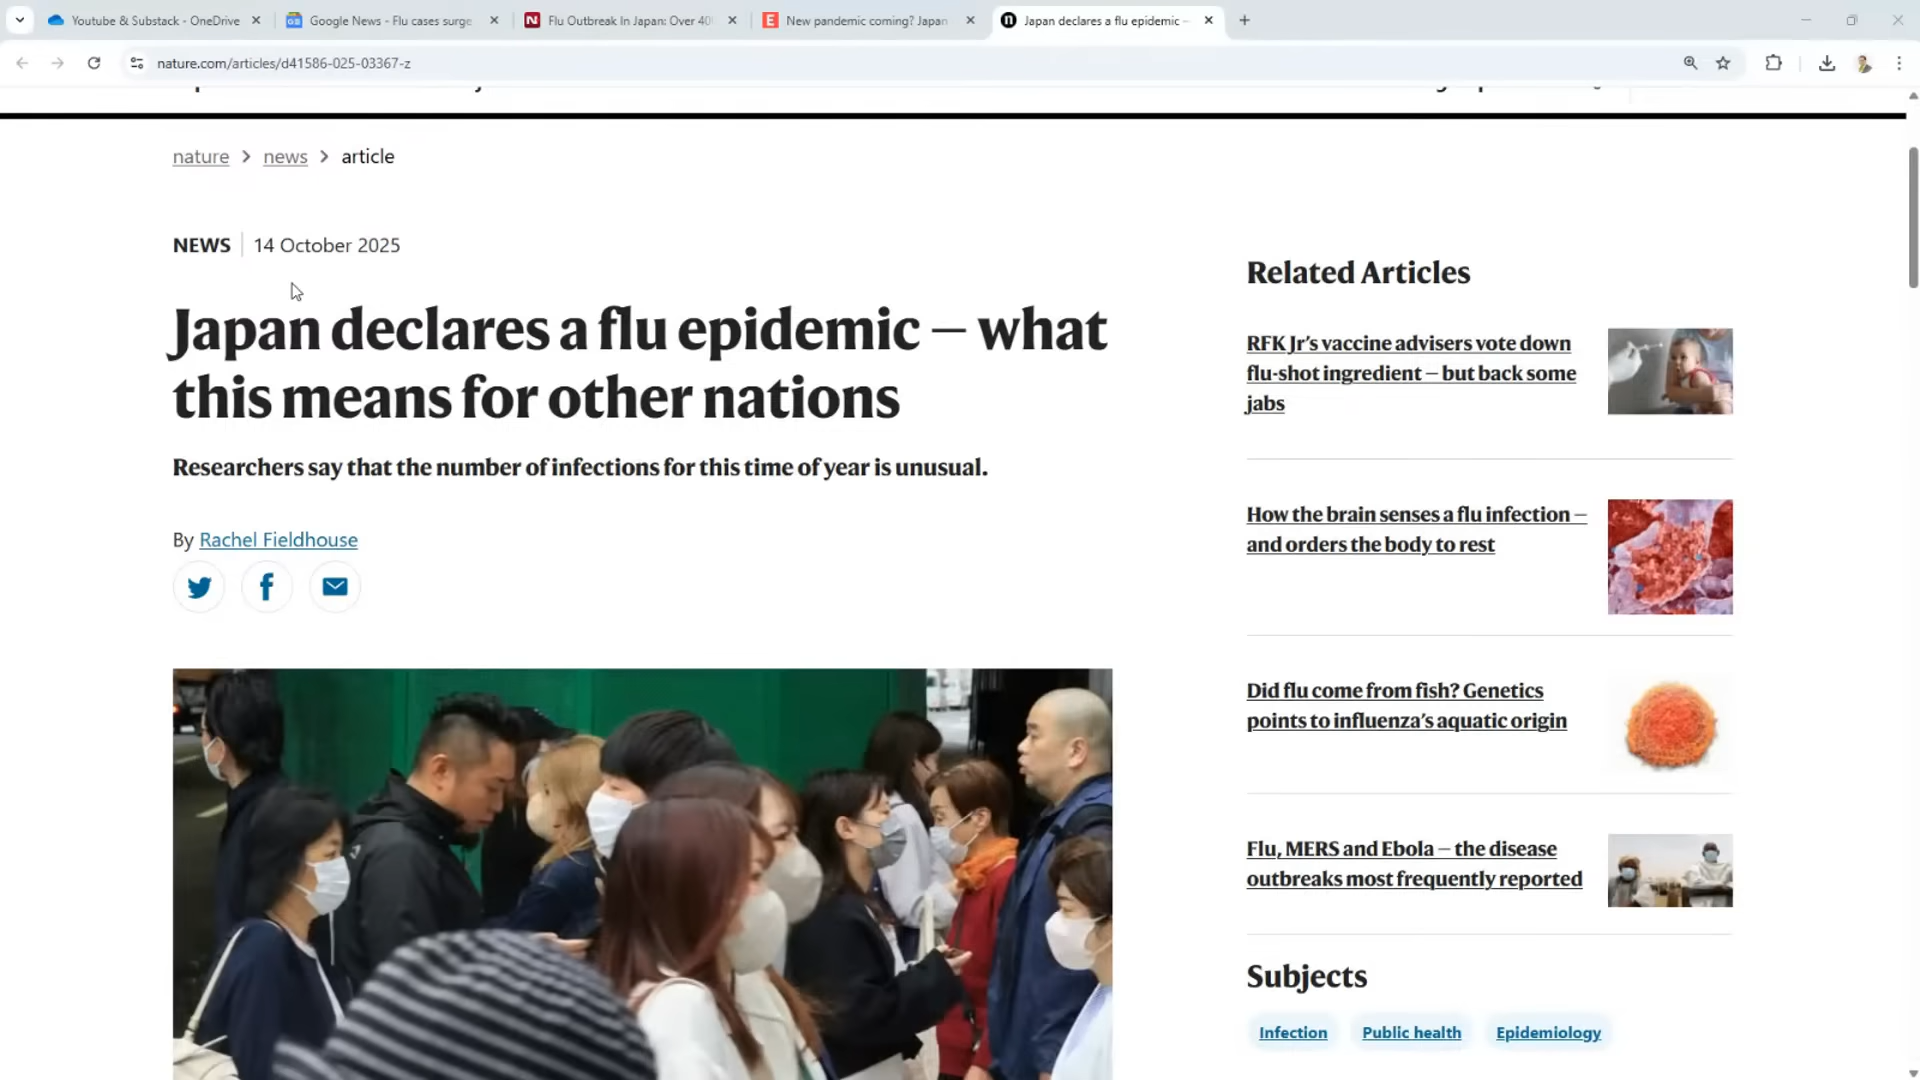 Youtube & Substack - OneDrive
Google News - Flu cases surge
Flu Outbreak In Japan: Over 40
New pandemic coming? Japan
Japan declares a flu epidemic –
nature.com/articles/d41586-025-03367-z
nature > news > article
NEWS | 14 October 2025
Japan declares a flu epidemic — what
this means for other nations
Researchers say that the number of infections for this time of year is unusual.
By Rachel Fieldhouse
Related Articles
RFK Jr’s vaccine advisers vote down
flu-shot ingredient — but back some
jabs
How the brain senses a flu infection —
and orders the body to rest
Did flu come from fish? Genetics
points to influenza’s aquatic origin
Flu, MERS and Ebola — the disease
outbreaks most frequently reported
Subjects
Infection
Public health
Epidemiology